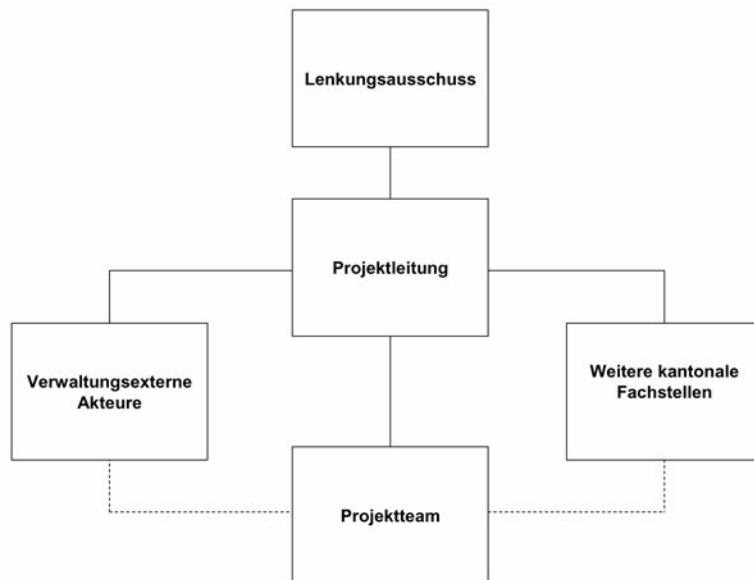 Lenkungsausschuss
Projektleitung
Verwaltungsexterne
Akteure
Weitere kantonale
Fachstellen
Projektteam